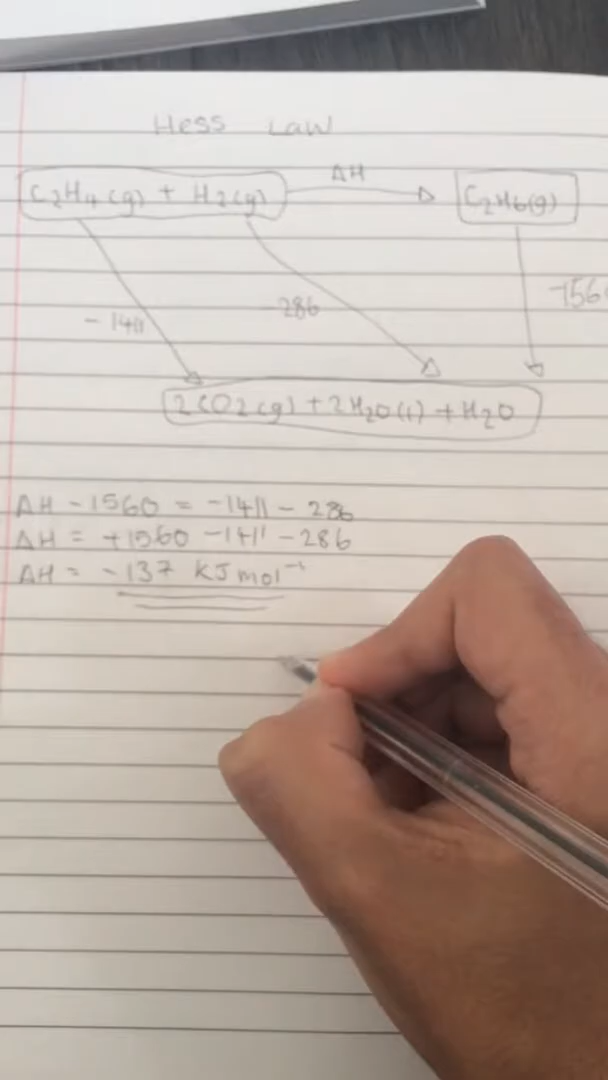 Hess Law
C2H4(g) + H2(g)
ΔH
C2H6(g)
-1411
-286
-156
2CO2(g) + 2H2O(l) + H2O
ΔH - 1560 = -1411 - 286
ΔH = +1560 - 1411 - 286
ΔH = -137 KJ mol⁻¹